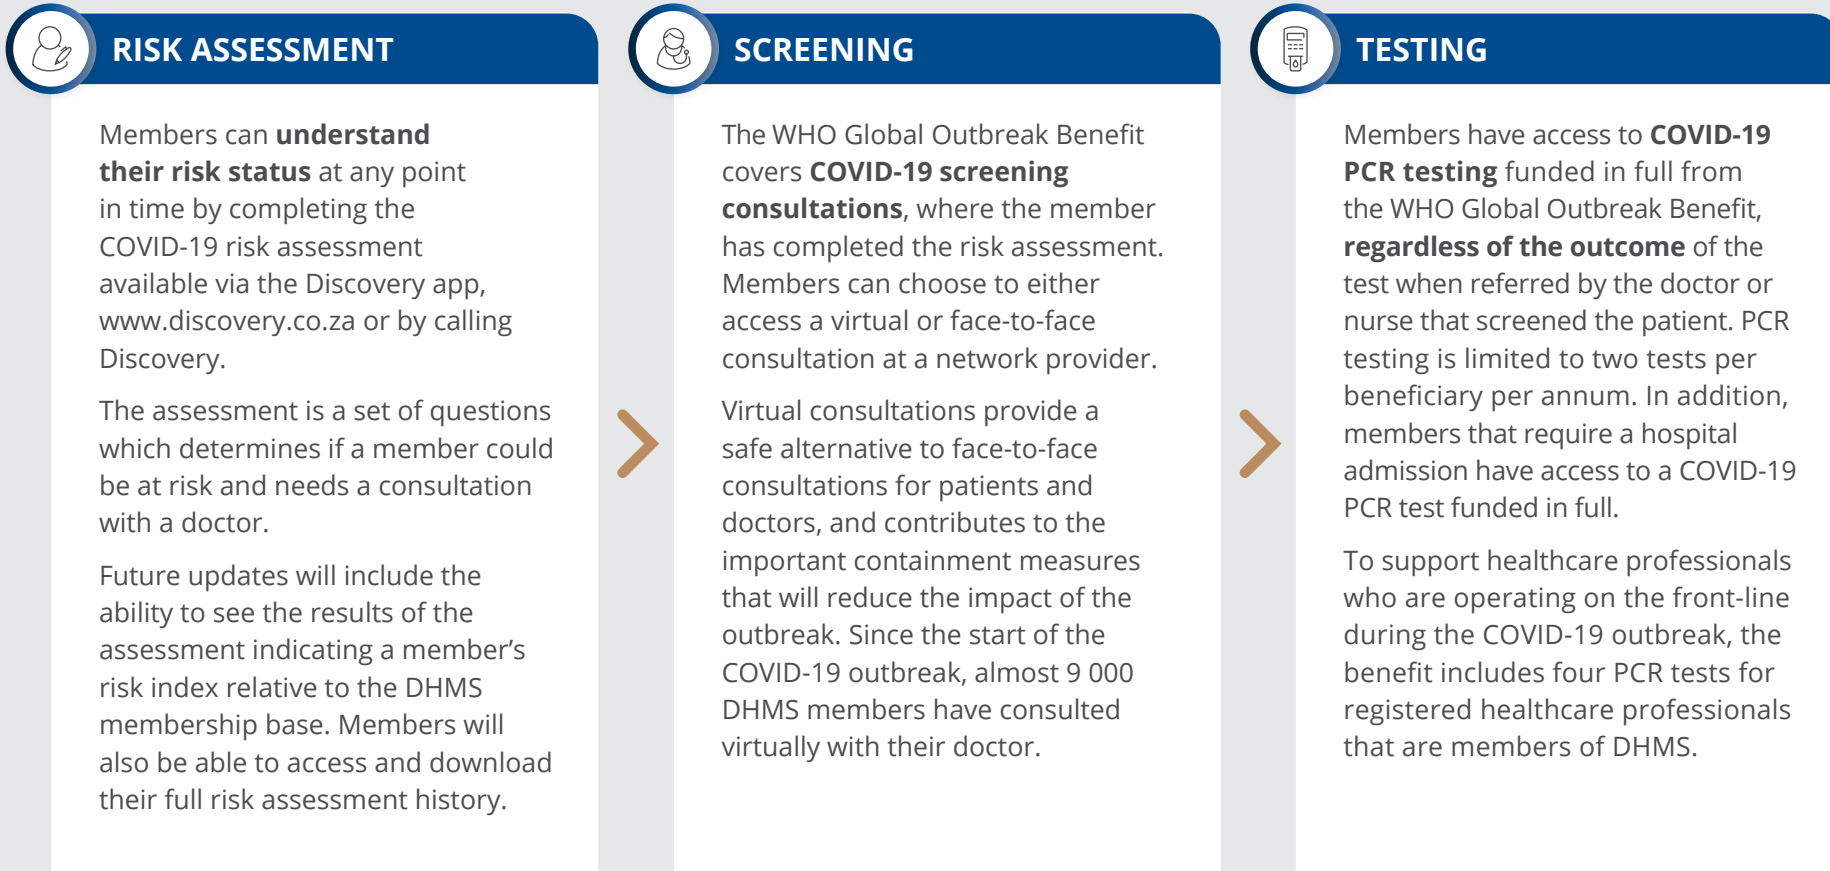 RISK ASSESSMENT
Members can understand
their risk status at any point
in time by completing the
COVID-19 risk assessment
available via the Discovery app,
www.discovery.co.za or by calling
Discovery.
The assessment is a set of questions
which determines if a member could
be at risk and needs a consultation
with a doctor.
Future updates will include the
ability to see the results of the
assessment indicating a member’s
risk index relative to the DHMS
membership base. Members will
also be able to access and download
their full risk assessment history.
SCREENING
The WHO Global Outbreak Benefit
covers COVID-19 screening
consultations, where the member
has completed the risk assessment.
Members can choose to either
access a virtual or face-to-face
consultation at a network provider.
Virtual consultations provide a
safe alternative to face-to-face
consultations for patients and
doctors, and contributes to the
important containment measures
that will reduce the impact of the
outbreak. Since the start of the
COVID-19 outbreak, almost 9 000
DHMS members have consulted
virtually with their doctor.
TESTING
Members have access to COVID-19
PCR testing funded in full from
the WHO Global Outbreak Benefit,
regardless of the outcome of the
test when referred by the doctor or
nurse that screened the patient. PCR
testing is limited to two tests per
beneficiary per annum. In addition,
members that require a hospital
admission have access to a COVID-19
PCR test funded in full.
To support healthcare professionals
who are operating on the front-line
during the COVID-19 outbreak, the
benefit includes four PCR tests for
registered healthcare professionals
that are members of DHMS.